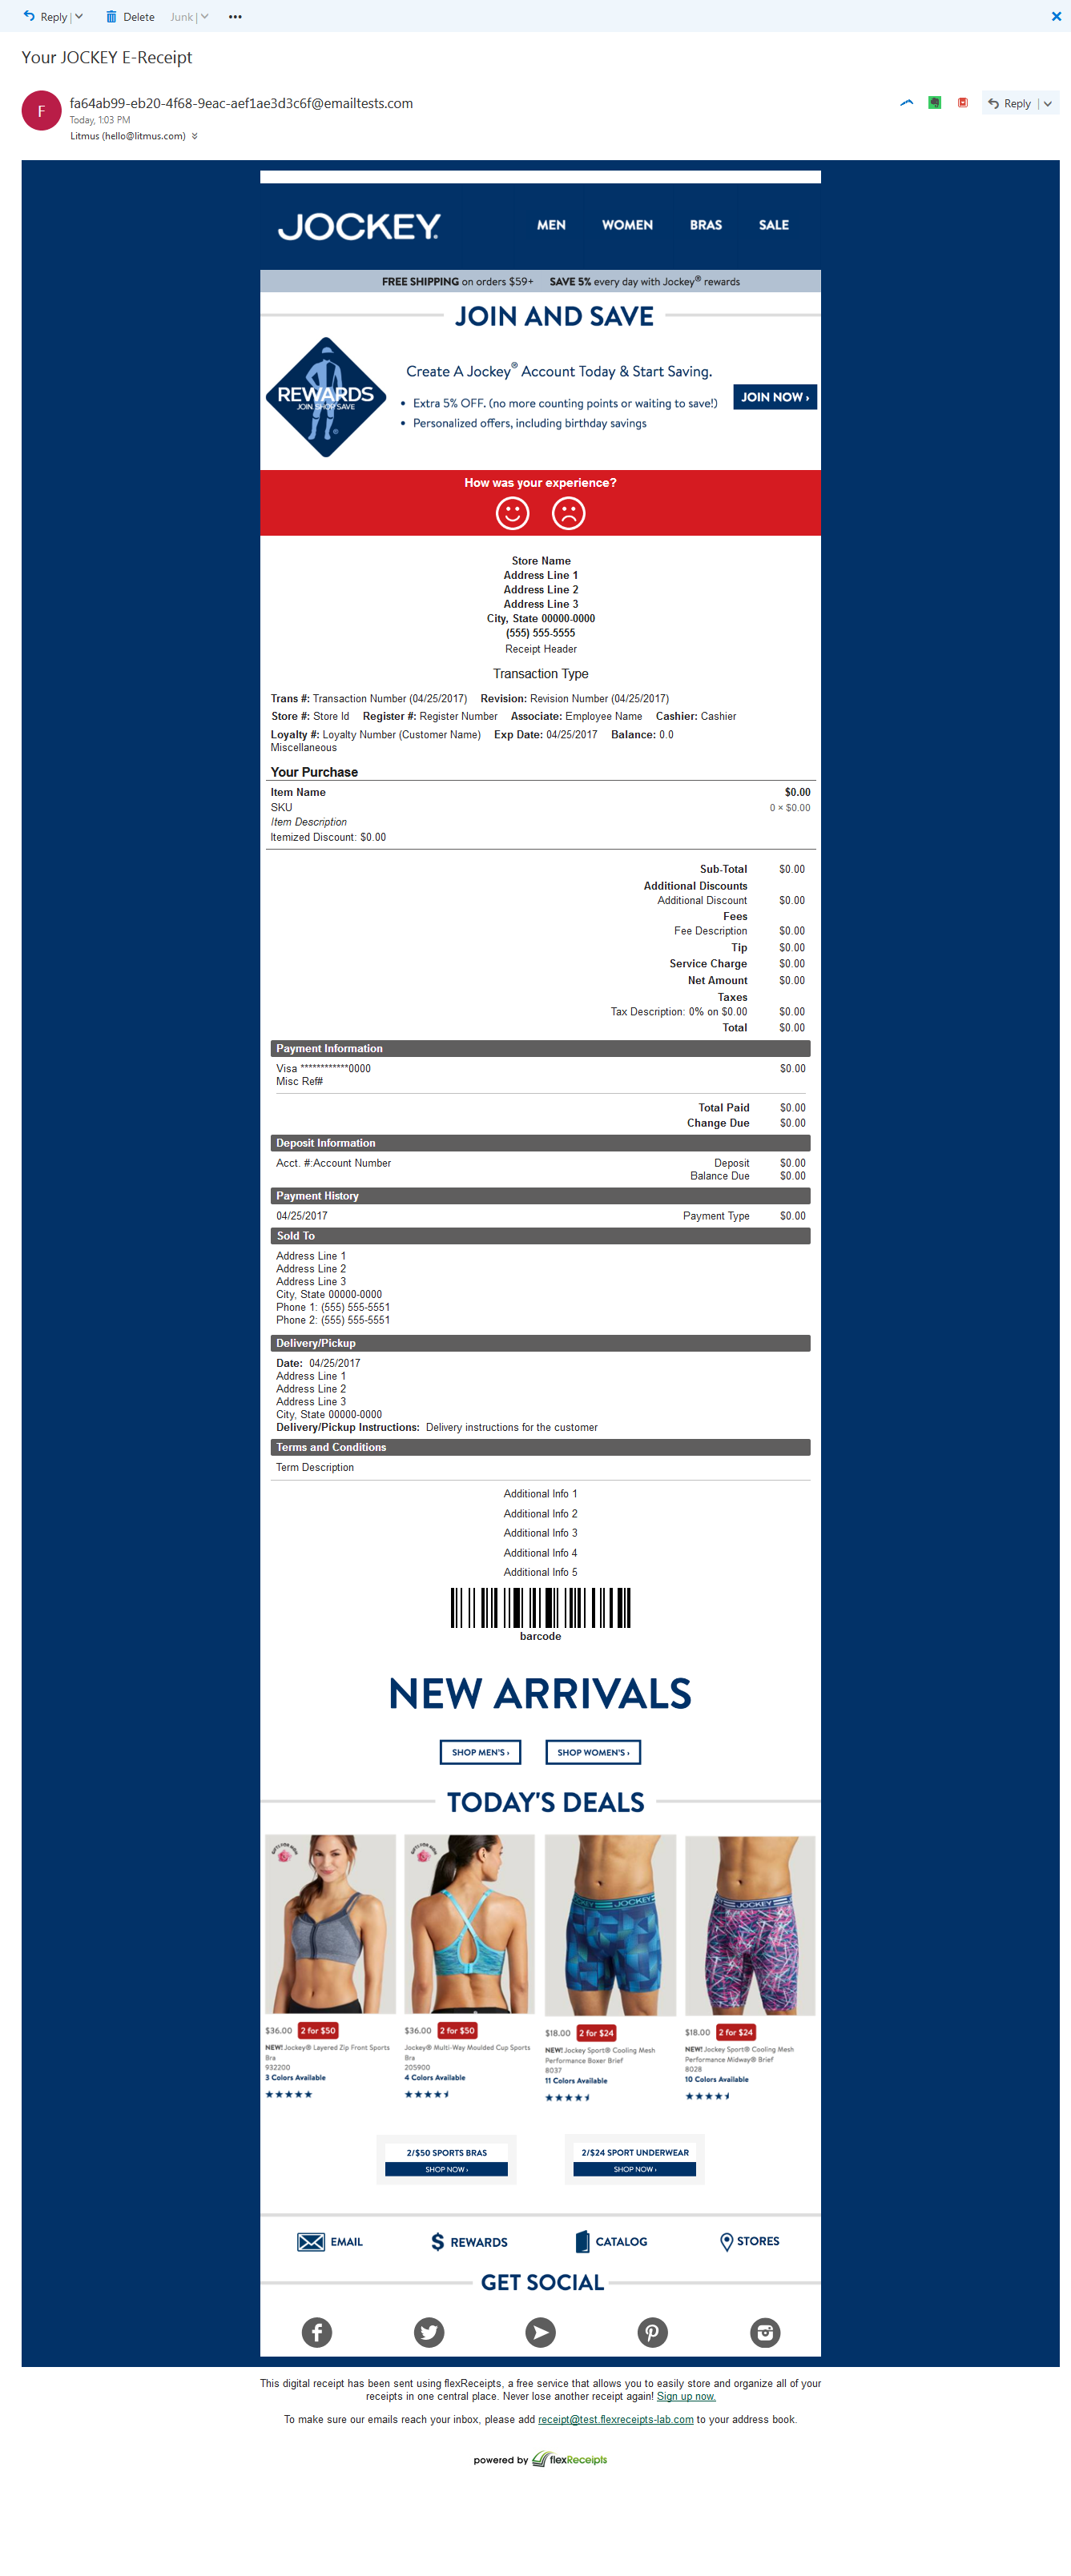 Reply
Delete
Junk
Your JOCKEY E-Receipt
F
fa64ab99-eb20-4f68-9eac-aef1ae3d3c6f@emailtests.com
Today, 1:03 PM
Litmus (hello@litmus.com)
Reply
JOCKEY®
MEN WOMEN BRAS SALE
FREE SHIPPING on orders $59+ SAVE 5% every day with Jockey® rewards
JOIN AND SAVE
REWARDS
JOIN SHOP SAVE
®
Create A Jockey® Account Today & Start Saving.
• Extra 5% OFF. (no more counting points or waiting to save!)
• Personalized offers, including birthday savings
JOIN NOW ›
How was your experience?
Store Name
Address Line 1
Address Line 2
Address Line 3
City, State 00000-0000
(555) 555-5555
Receipt Header
Transaction Type
Trans #: Transaction Number (04/25/2017) Revision: Revision Number (04/25/2017)
Store #: Store Id Register #: Register Number Associate: Employee Name Cashier: Cashier
Loyalty #: Loyalty Number (Customer Name) Exp Date: 04/25/2017 Balance: 0.0
Miscellaneous
Your Purchase
Item Name $0.00
SKU 0 × $0.00
Item Description
Itemized Discount: $0.00
Sub-Total $0.00
Additional Discounts
Additional Discount $0.00
Fees
Fee Description $0.00
Tip $0.00
Service Charge $0.00
Net Amount $0.00
Taxes
Tax Description: 0% on $0.00 $0.00
Total $0.00
Payment Information
Visa ************0000 $0.00
Misc Ref#
Total Paid $0.00
Change Due $0.00
Deposit Information
Acct. #:Account Number Deposit $0.00
Balance Due $0.00
Payment History
04/25/2017 Payment Type $0.00
Sold To
Address Line 1
Address Line 2
Address Line 3
City, State 00000-0000
Phone 1: (555) 555-5551
Phone 2: (555) 555-5551
Delivery/Pickup
Date: 04/25/2017
Address Line 1
Address Line 2
Address Line 3
City, State 00000-0000
Delivery/Pickup Instructions: Delivery instructions for the customer
Terms and Conditions
Term Description
Additional Info 1
Additional Info 2
Additional Info 3
Additional Info 4
Additional Info 5
barcode
NEW ARRIVALS
SHOP MEN'S › SHOP WOMEN'S ›
TODAY'S DEALS
GIFTS FOR MOM
GIFTS FOR MOM
JOCKEY
JOCKEY
$36.00 2 for $50
NEW! Jockey® Layered Zip Front Sports
Bra
932200
3 Colors Available
$36.00 2 for $50
Jockey® Multi-Way Moulded Cup Sports
Bra
205900
4 Colors Available
$18.00 2 for $24
NEW! Jockey Sport® Cooling Mesh
Performance Boxer Brief
8037
11 Colors Available
$18.00 2 for $24
NEW! Jockey Sport® Cooling Mesh
Performance Midway® Brief
8028
10 Colors Available
2/$50 SPORTS BRAS
SHOP NOW ›
2/$24 SPORT UNDERWEAR
SHOP NOW ›
EMAIL $ REWARDS CATALOG STORES
GET SOCIAL
This digital receipt has been sent using flexReceipts, a free service that allows you to easily store and organize all of your
receipts in one central place. Never lose another receipt again! Sign up now.
To make sure our emails reach your inbox, please add receipt@test.flexreceipts-lab.com to your address book.
powered by flexReceipts